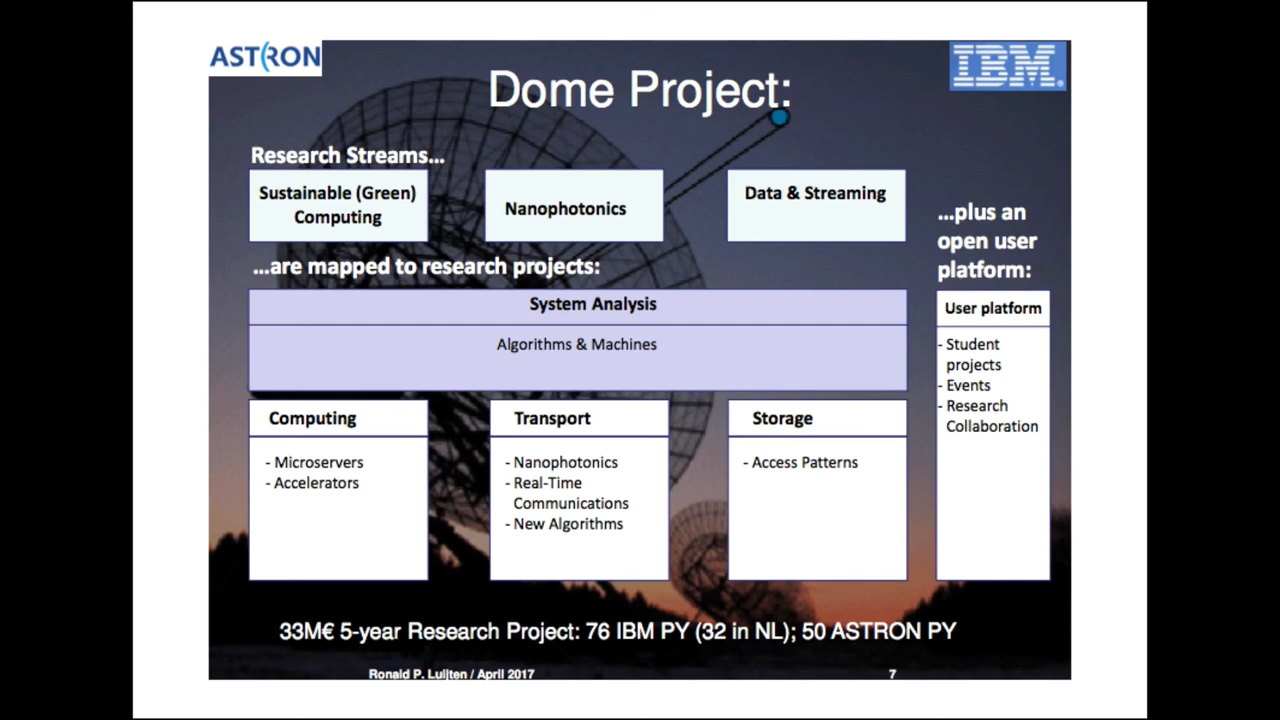 ASTRON
IBM
Dome Project:
Research Streams...
Sustainable (Green)
Computing
Nanophotonics
Data & Streaming
...are mapped to research projects:
System Analysis
Algorithms & Machines
Computing
- Microservers
- Accelerators
Transport
- Nanophotonics
- Real-Time
Communications
- New Algorithms
Storage
- Access Patterns
...plus an
open user
platform:
User platform
- Student
projects
- Events
- Research
Collaboration
33M€ 5-year Research Project: 76 IBM PY (32 in NL); 50 ASTRON PY
Ronald P. Luijten / April 2017
7